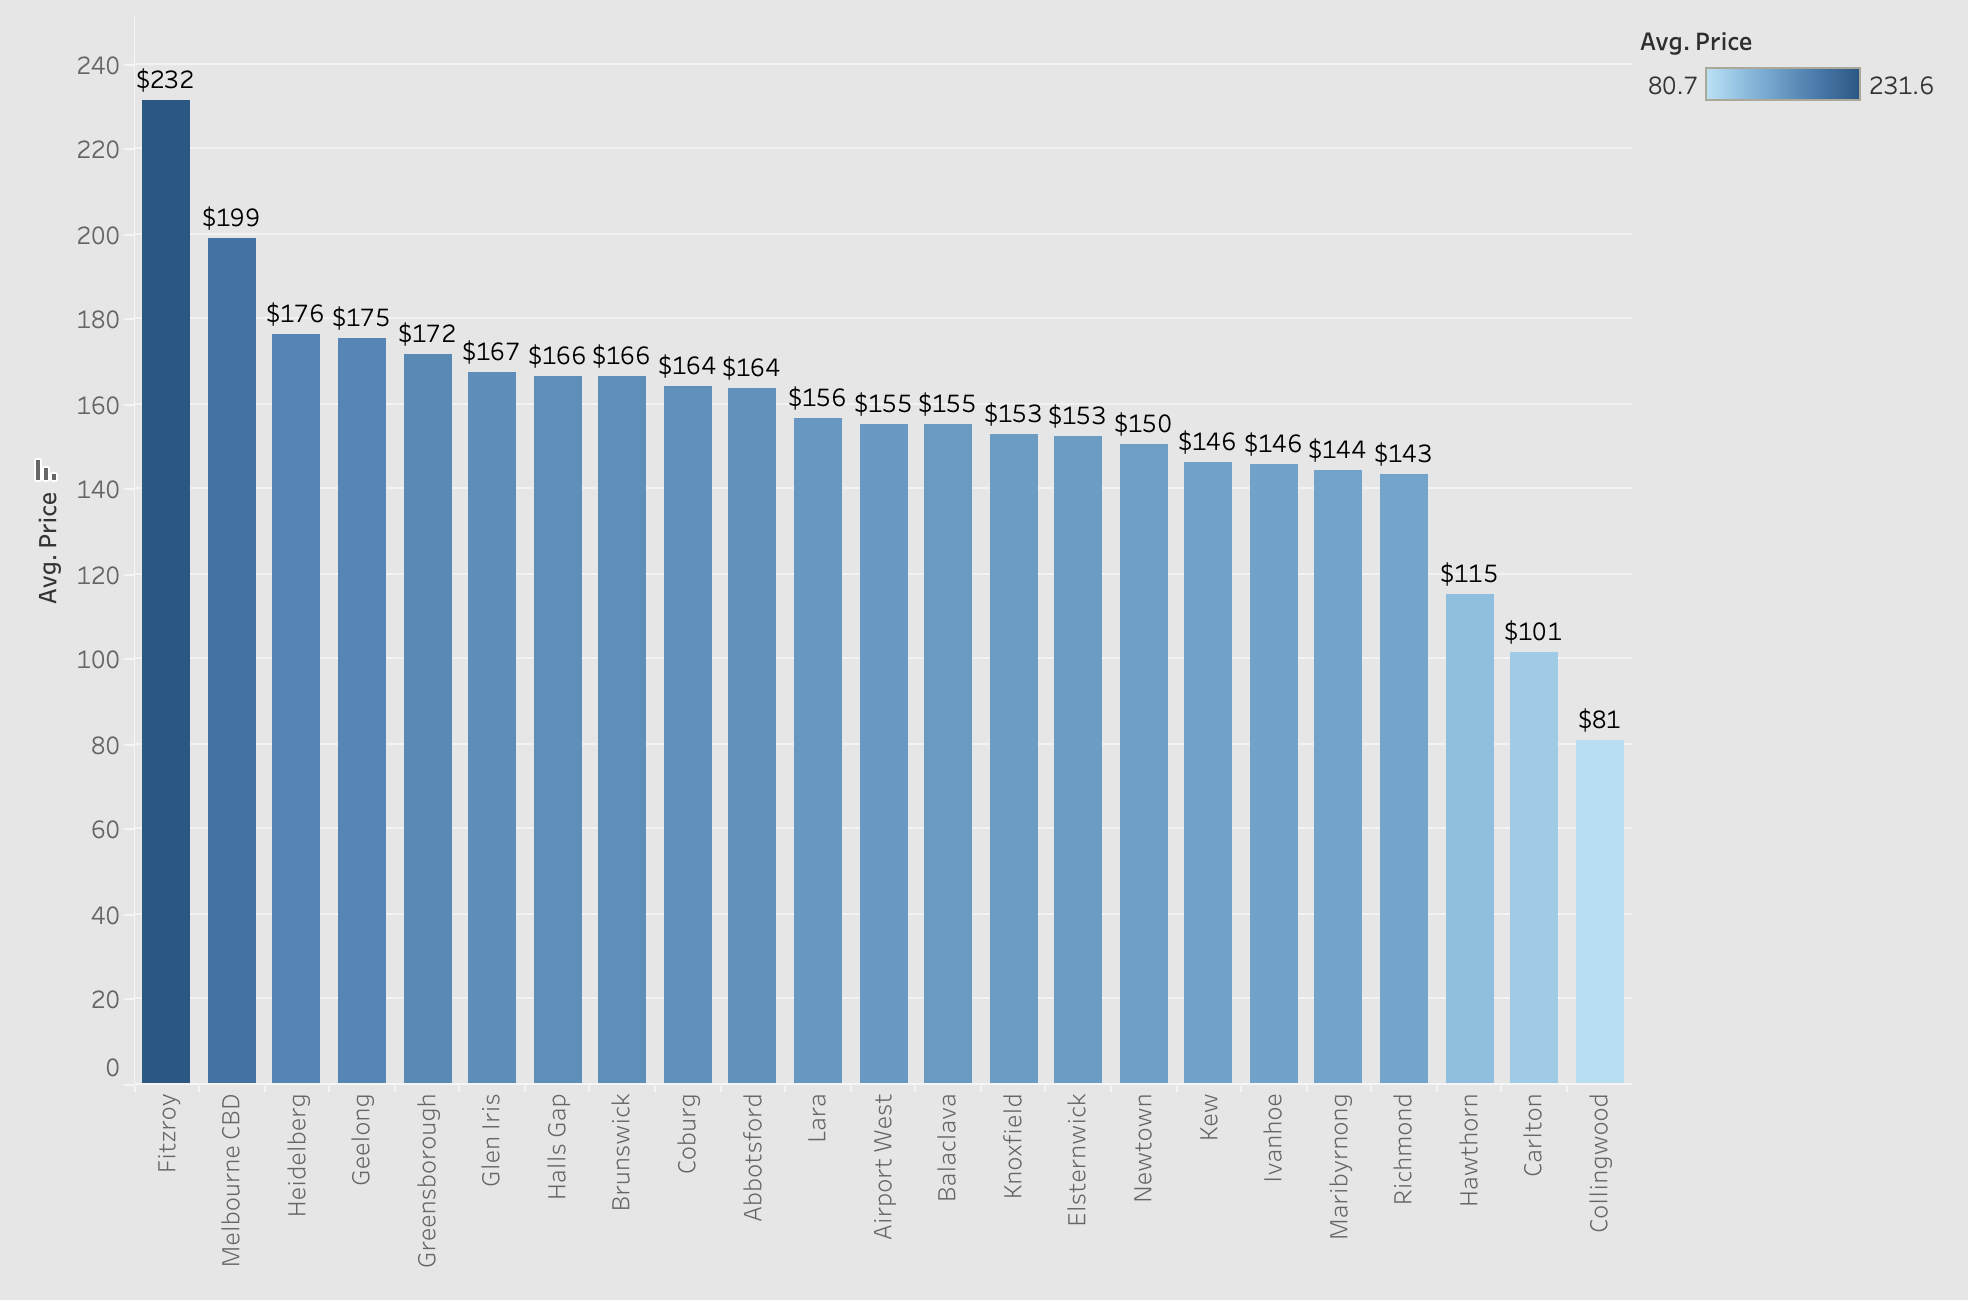 Avg. Price
80.7 231.6
240
220
200
180
160
140
120
100
80
60
40
20
0
Avg. Price
$232
$199
$176
$175
$172
$167
$166
$166
$164
$164
$156
$155
$155
$153
$153
$150
$146
$146
$144
$143
$115
$101
$81
Fitzroy
Melbourne CBD
Heidelberg
Geelong
Greensborough
Glen Iris
Halls Gap
Brunswick
Coburg
Abbotsford
Lara
Airport West
Balaclava
Knoxfield
Elsternwick
Newtown
Kew
Ivanhoe
Maribyrnong
Richmond
Hawthorn
Carlton
Collingwood